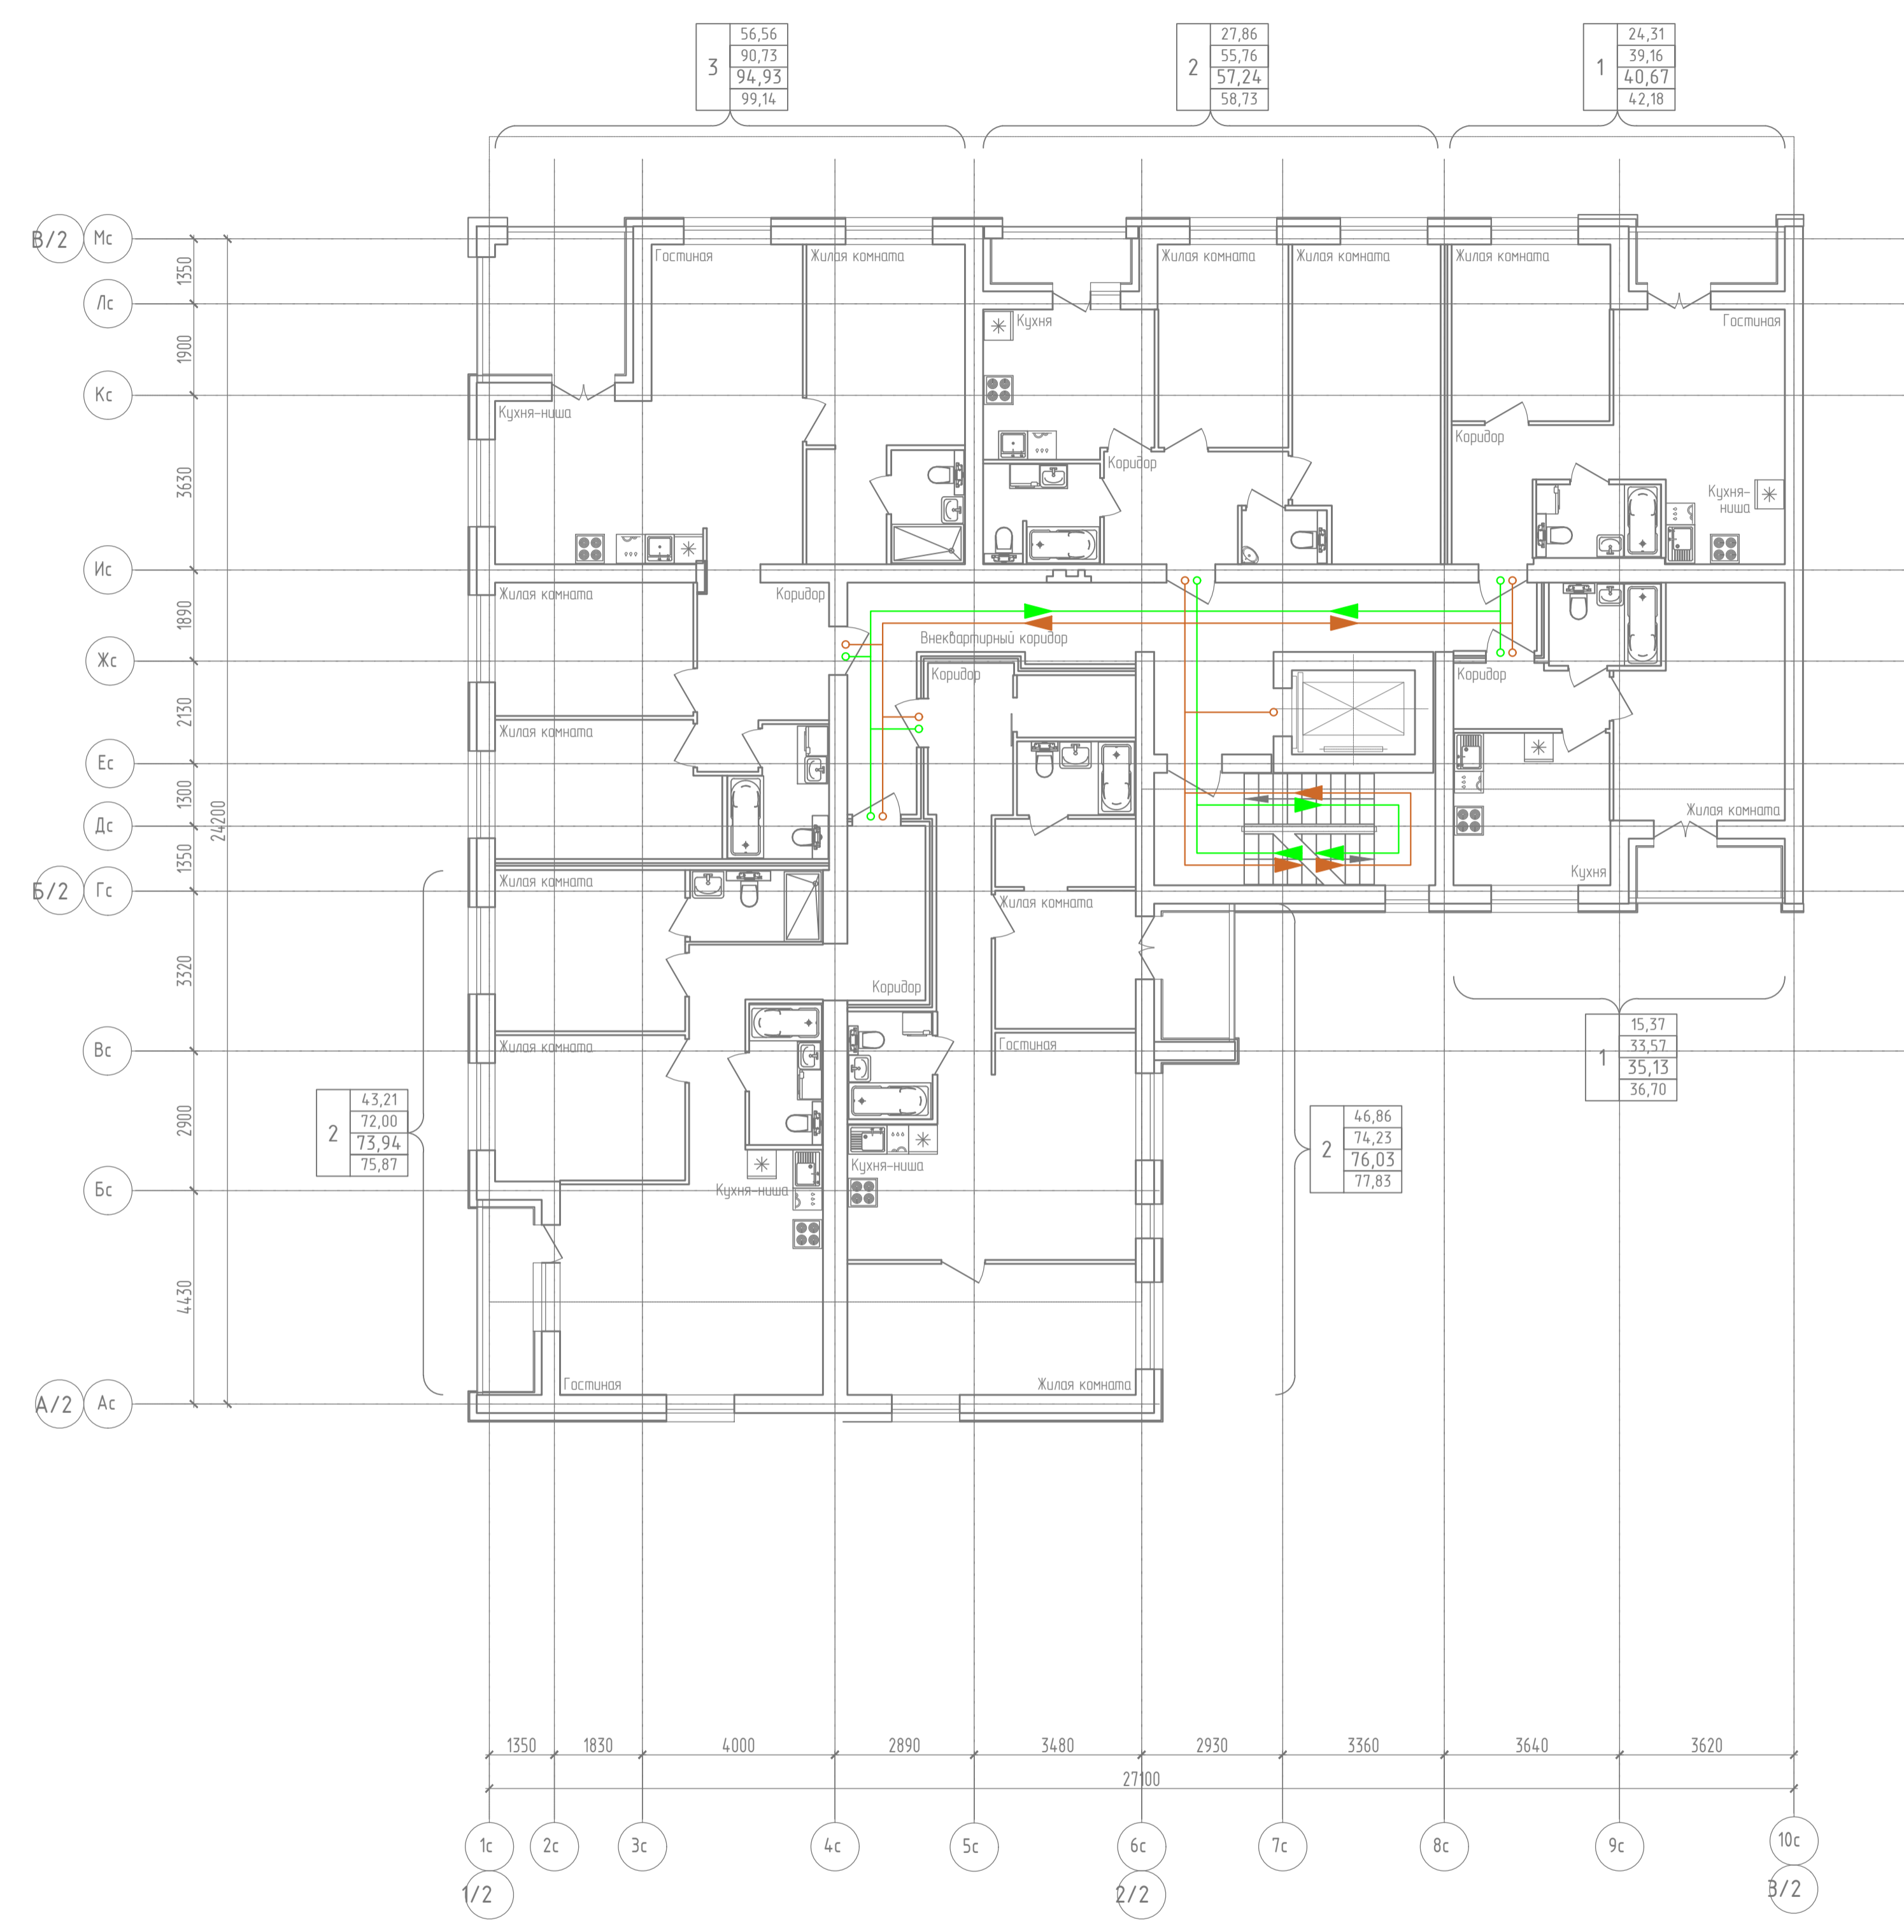 3
56,56
90,73
94,93
99,14
2
27,86
55,76
57,24
58,73
1
24,31
39,16
40,67
42,18
В/2 Мс
1350
Гостиная
Жилая комната
Жилая комната
Жилая комната
Жилая комната
Лс
Кухня
Гостиная
1900
Кс
Кухня-ниша
Коридор
Коридор
3630
Кухня-
ниша
Ис
Жилая комната
Коридор
1890
Внеквартирный коридор
Жс
Коридор
Коридор
2130
Жилая комната
Ес
1300
24200
Жилая комната
Дс
1350
Б/2 Гс
Жилая комната
Кухня
Жилая комната
3320
Коридор
Вс
Жилая комната
Гостиная
1
15,37
33,57
35,13
36,70
2900
2
43,21
72,00
73,94
75,87
2
46,86
74,23
76,03
77,83
Кухня-ниша
Бс
Кухня-ниша
4430
Гостиная
Жилая комната
А/2 Ас
1350 1830 4000 2890 3480 2930 3360 3640 3620
27100
1с 2с 3с 4с 5с 6с 7с 8с 9с 10с
1/2 2/2 3/2